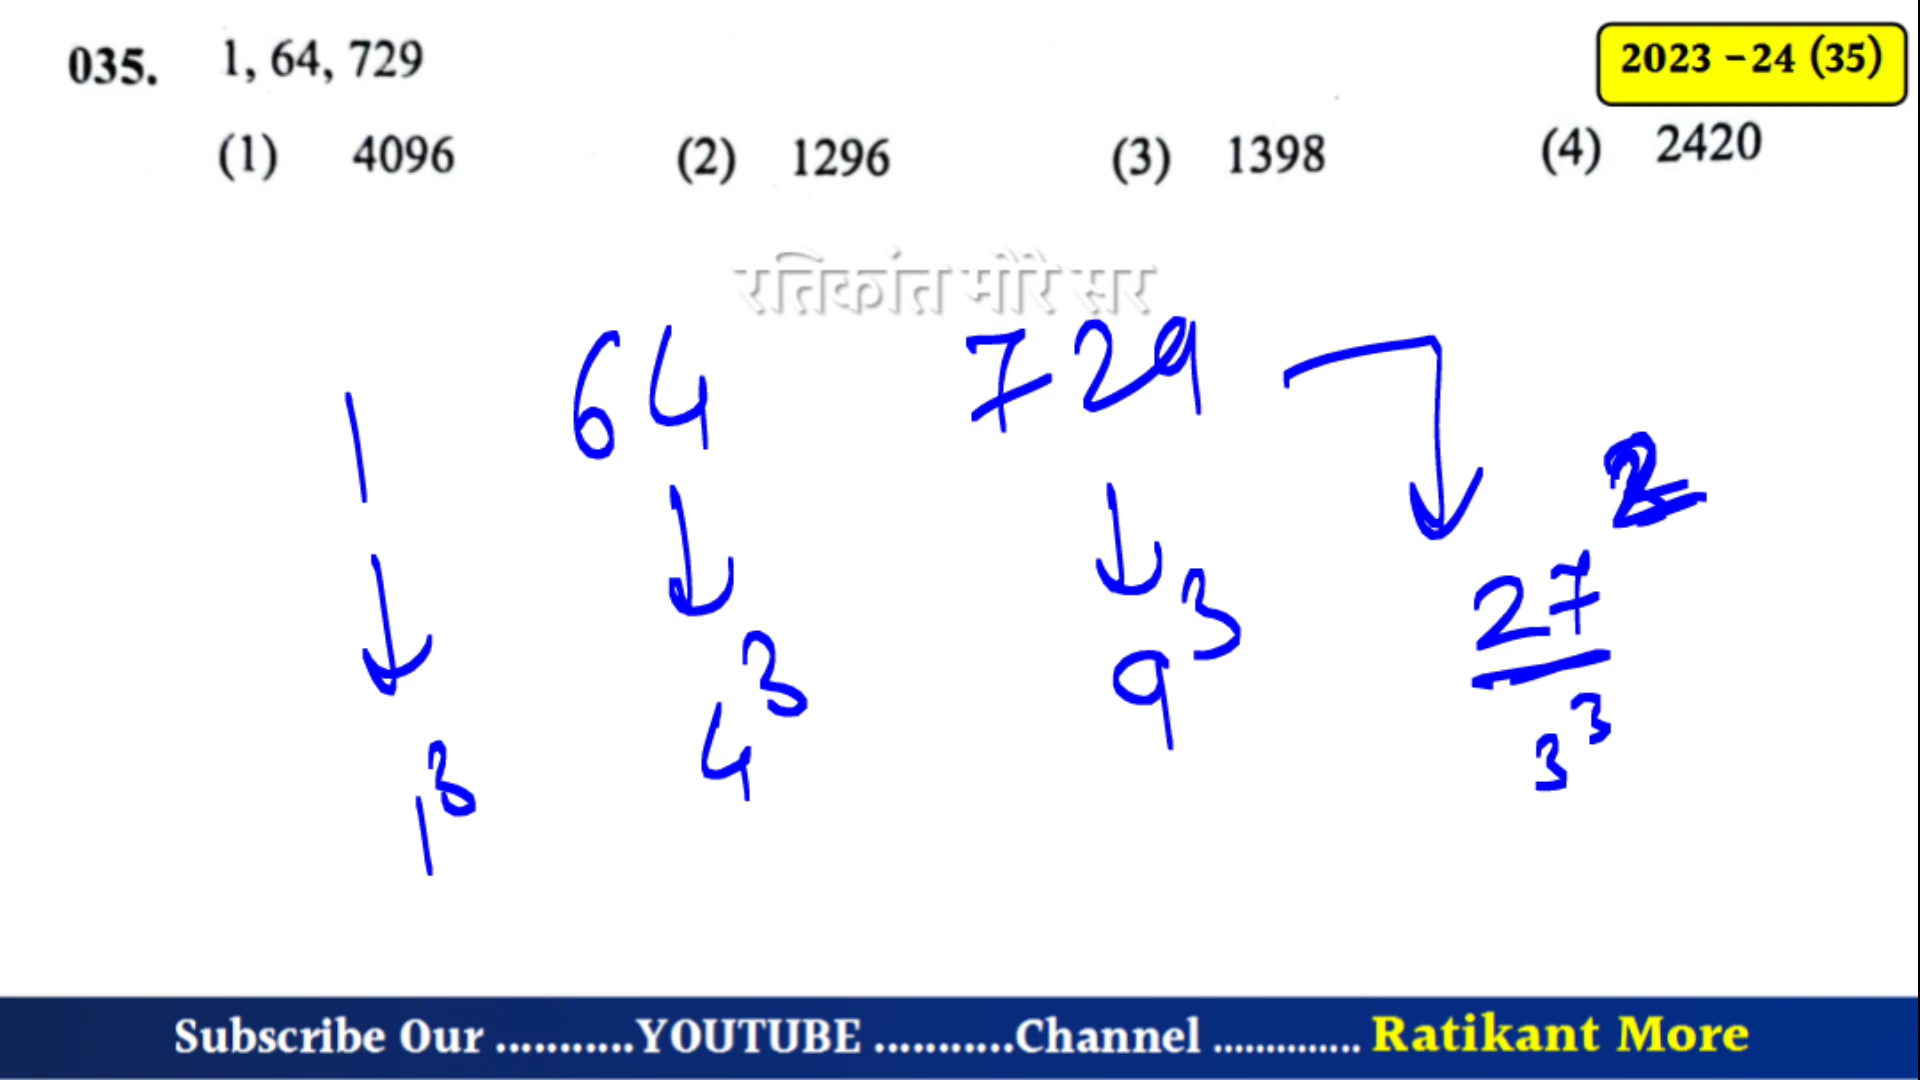 035. 1, 64, 729
2023 – 24 (35)
(1) 4096 (2) 1296 (3) 1398 (4) 2420
रतिकांत मोरे सर
1 64 729
27²
1³ 4³ 9³ 3³
Subscribe Our ...........YOUTUBE ...........Channel .............. Ratikant More